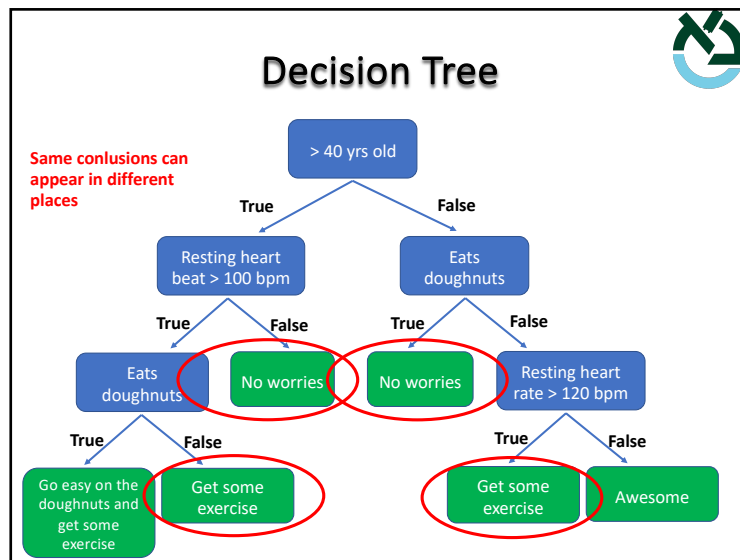 Decision Tree
Same conlusions can
appear in different
places
> 40 yrs old
True
False
Resting heart
beat > 100 bpm
Eats
doughnuts
True
False
True
False
Eats
doughnuts
No worries
No worries
Resting heart
rate > 120 bpm
True
False
True
False
Go easy on the
doughnuts and
get some
exercise
Get some
exercise
Get some
exercise
Awesome